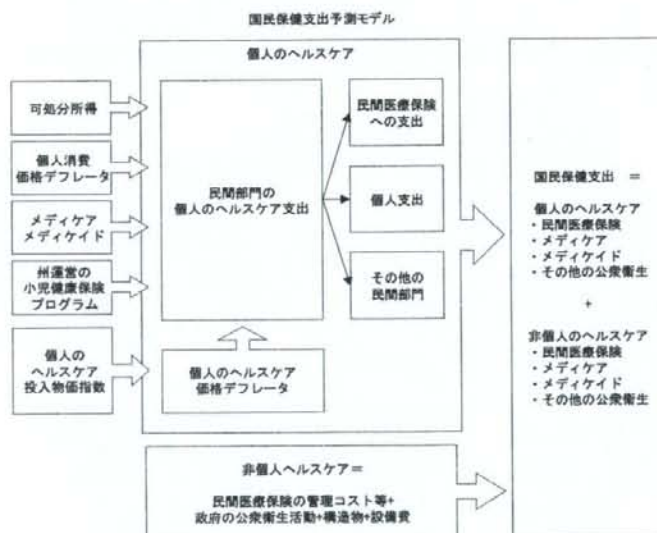 国民保健支出予測モデル
個人のヘルスケア
可処分所得
個人消費
価格デフレータ
メディケア
メディケイド
州運営の
小児健康保険
プログラム
個人の
ヘルスケア
投入物価指数
民間部門の
個人のヘルスケア支出
個人のヘルスケア
価格デフレータ
民間医療保険
への支出
個人支出
その他の
民間部門
非個人ヘルスケア＝
民間医療保険の管理コスト等+
政府の公衆衛生活動+構造物+設備費
国民保健支出 ＝
個人のヘルスケア
・民間医療保険
・メディケア
・メディケイド
・その他の公衆衛生
+
非個人のヘルスケア
・民間医療保険
・メディケア
・メディケイド
・その他の公衆衛生